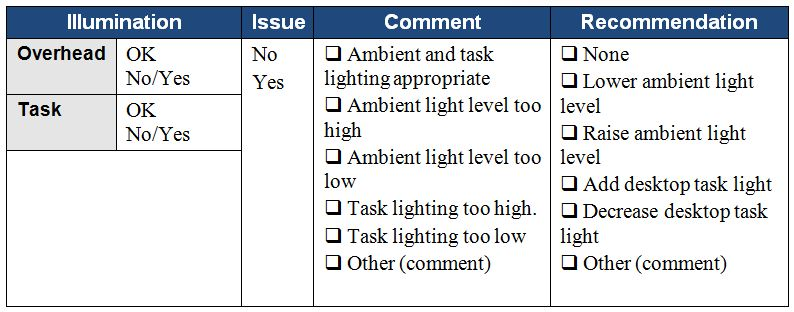 Illumination Issue Comment Recommendation
Overhead OK
No/Yes
Task OK
No/Yes
No
Yes
❑ Ambient and task
lighting appropriate
❑ Ambient light level too
high
❑ Ambient light level too
low
❑ Task lighting too high.
❑ Task lighting too low
❑ Other (comment)
❑ None
❑ Lower ambient light
level
❑ Raise ambient light
level
❑ Add desktop task light
❑ Decrease desktop task
light
❑ Other (comment)